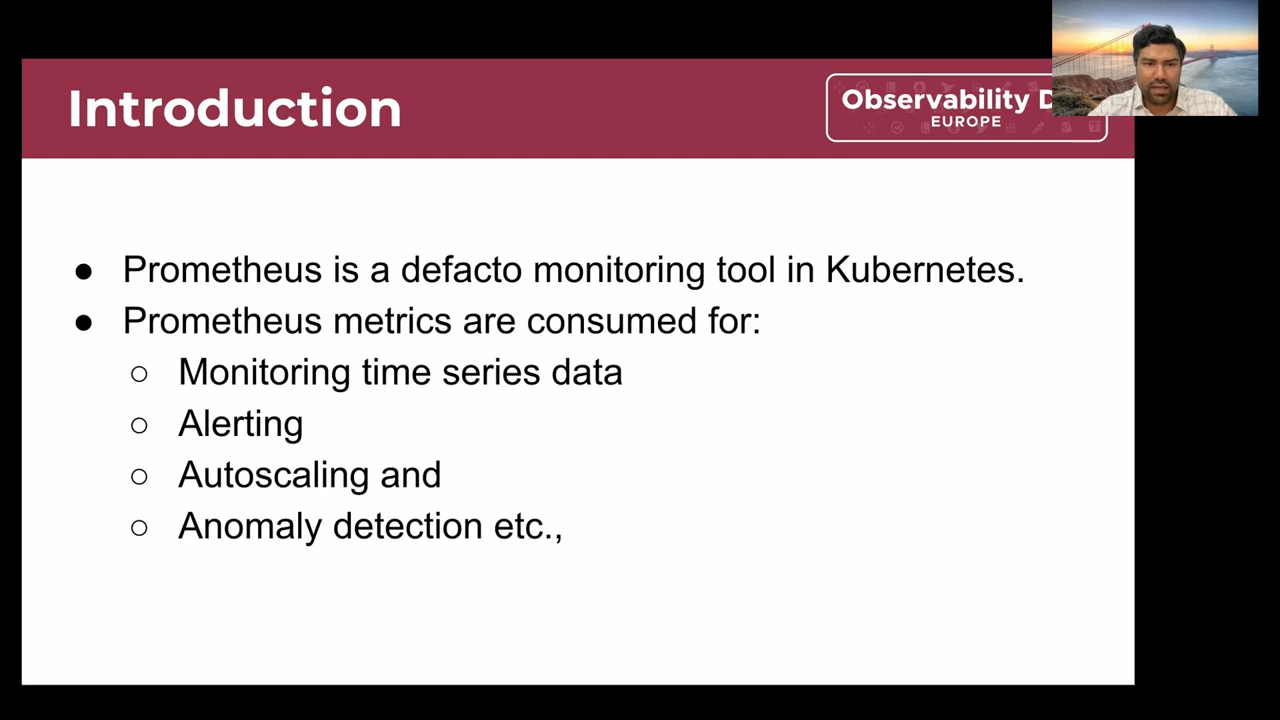 Introduction
Observability
EUROPE
● Prometheus is a defacto monitoring tool in Kubernetes.
● Prometheus metrics are consumed for:
○ Monitoring time series data
○ Alerting
○ Autoscaling and
○ Anomaly detection etc.,